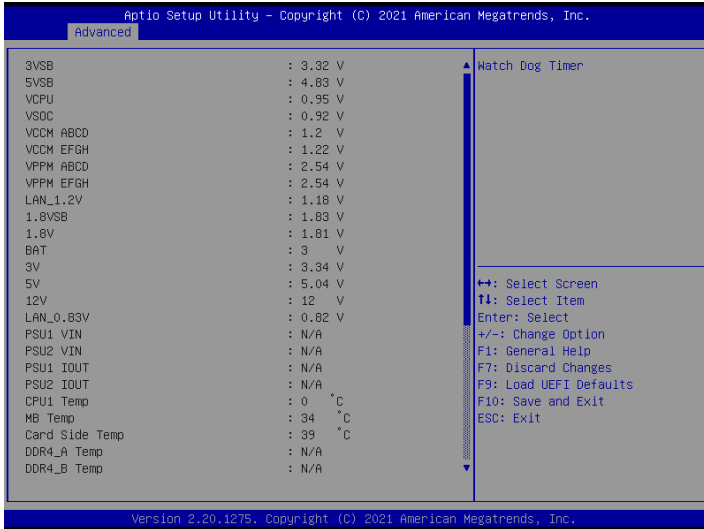 Aptio Setup Utility – Copyright (C) 2021 American Megatrends, Inc.
Advanced
3VSB : 3.32 V
5VSB : 4.83 V
VCPU : 0.95 V
VSOC : 0.92 V
VCCM ABCD : 1.2 V
VCCM EFGH : 1.22 V
VPPM ABCD : 2.54 V
VPPM EFGH : 2.54 V
LAN_1.2V : 1.18 V
1.8VSB : 1.83 V
1.8V : 1.81 V
BAT : 3 V
3V : 3.34 V
5V : 5.04 V
12V : 12 V
LAN_0.83V : 0.82 V
PSU1 VIN : N/A
PSU2 VIN : N/A
PSU1 IOUT : N/A
PSU2 IOUT : N/A
CPU1 Temp : 0 °C
MB Temp : 34 °C
Card Side Temp : 39 °C
DDR4_A Temp : N/A
DDR4_B Temp : N/A
Watch Dog Timer
↔: Select Screen
↑↓: Select Item
Enter: Select
+/-: Change Option
F1: General Help
F7: Discard Changes
F9: Load UEFI Defaults
F10: Save and Exit
ESC: Exit
Version 2.20.1275. Copyright (C) 2021 American Megatrends, Inc.